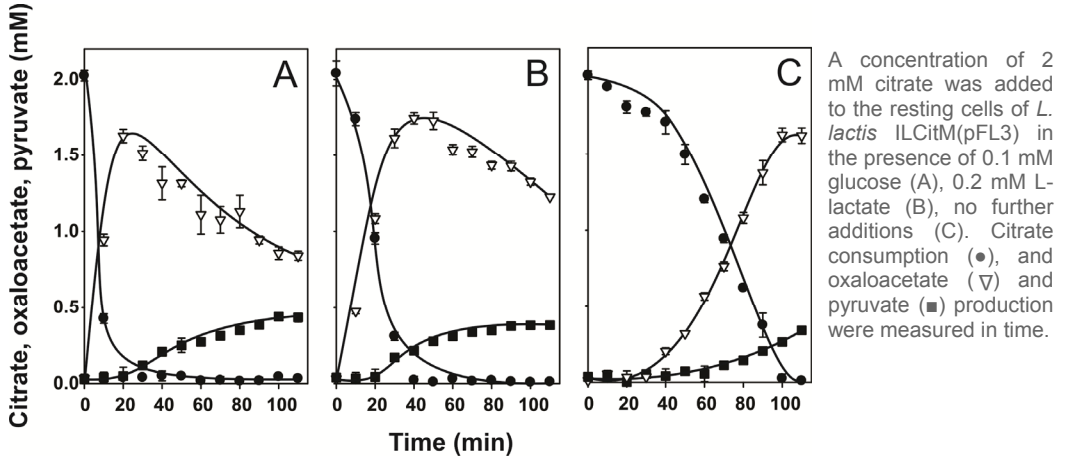 Citrate, oxaloacetate, pyruvate (mM)
2.0
1.5
1.0
0.5
0.0
A
B
C
0 20 40 60 80 100
0 20 40 60 80 100
0 20 40 60 80 100
Time (min)
A concentration of 2
mM citrate was added
to the resting cells of L.
lactis ILCitM(pFL3) in
the presence of 0.1 mM
glucose (A), 0.2 mM L-
lactate (B), no further
additions (C). Citrate
consumption (●), and
oxaloacetate (▽) and
pyruvate (■) production
were measured in time.